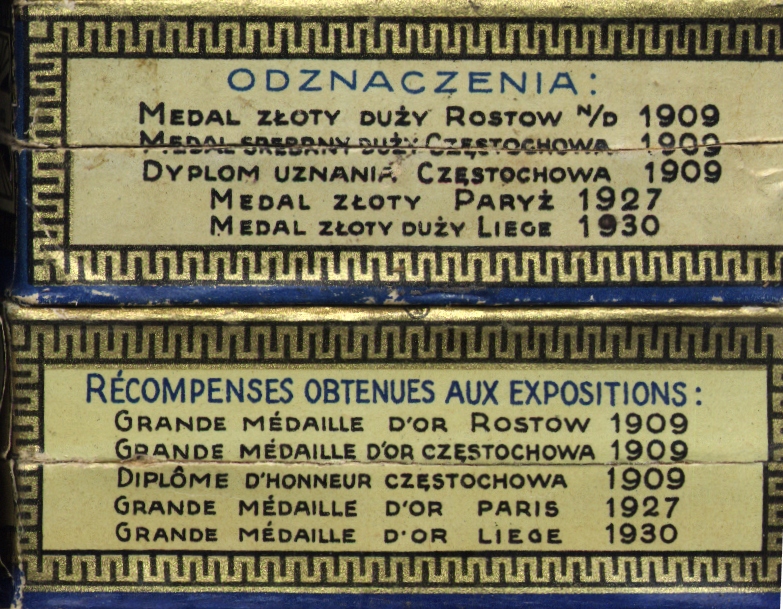 ODZNACZENIA:
MEDAL ZŁOTY DUŻY ROSTOW N/D 1909
MEDAL SREBRNY DUŻY CZĘSTOCHOWA 1909
DYPLOM UZNANIA CZĘSTOCHOWA 1909
MEDAL ZŁOTY PARYŻ 1927
MEDAL ZŁOTY DUŻY LIEGE 1930
RÉCOMPENSES OBTENUES AUX EXPOSITIONS:
GRANDE MÉDAILLE D'OR ROSTOW 1909
GRANDE MÉDAILLE D'OR CZĘSTOCHOWA 1909
DIPLÔME D'HONNEUR CZĘSTOCHOWA 1909
GRANDE MÉDAILLE D'OR PARIS 1927
GRANDE MÉDAILLE D'OR LIEGE 1930